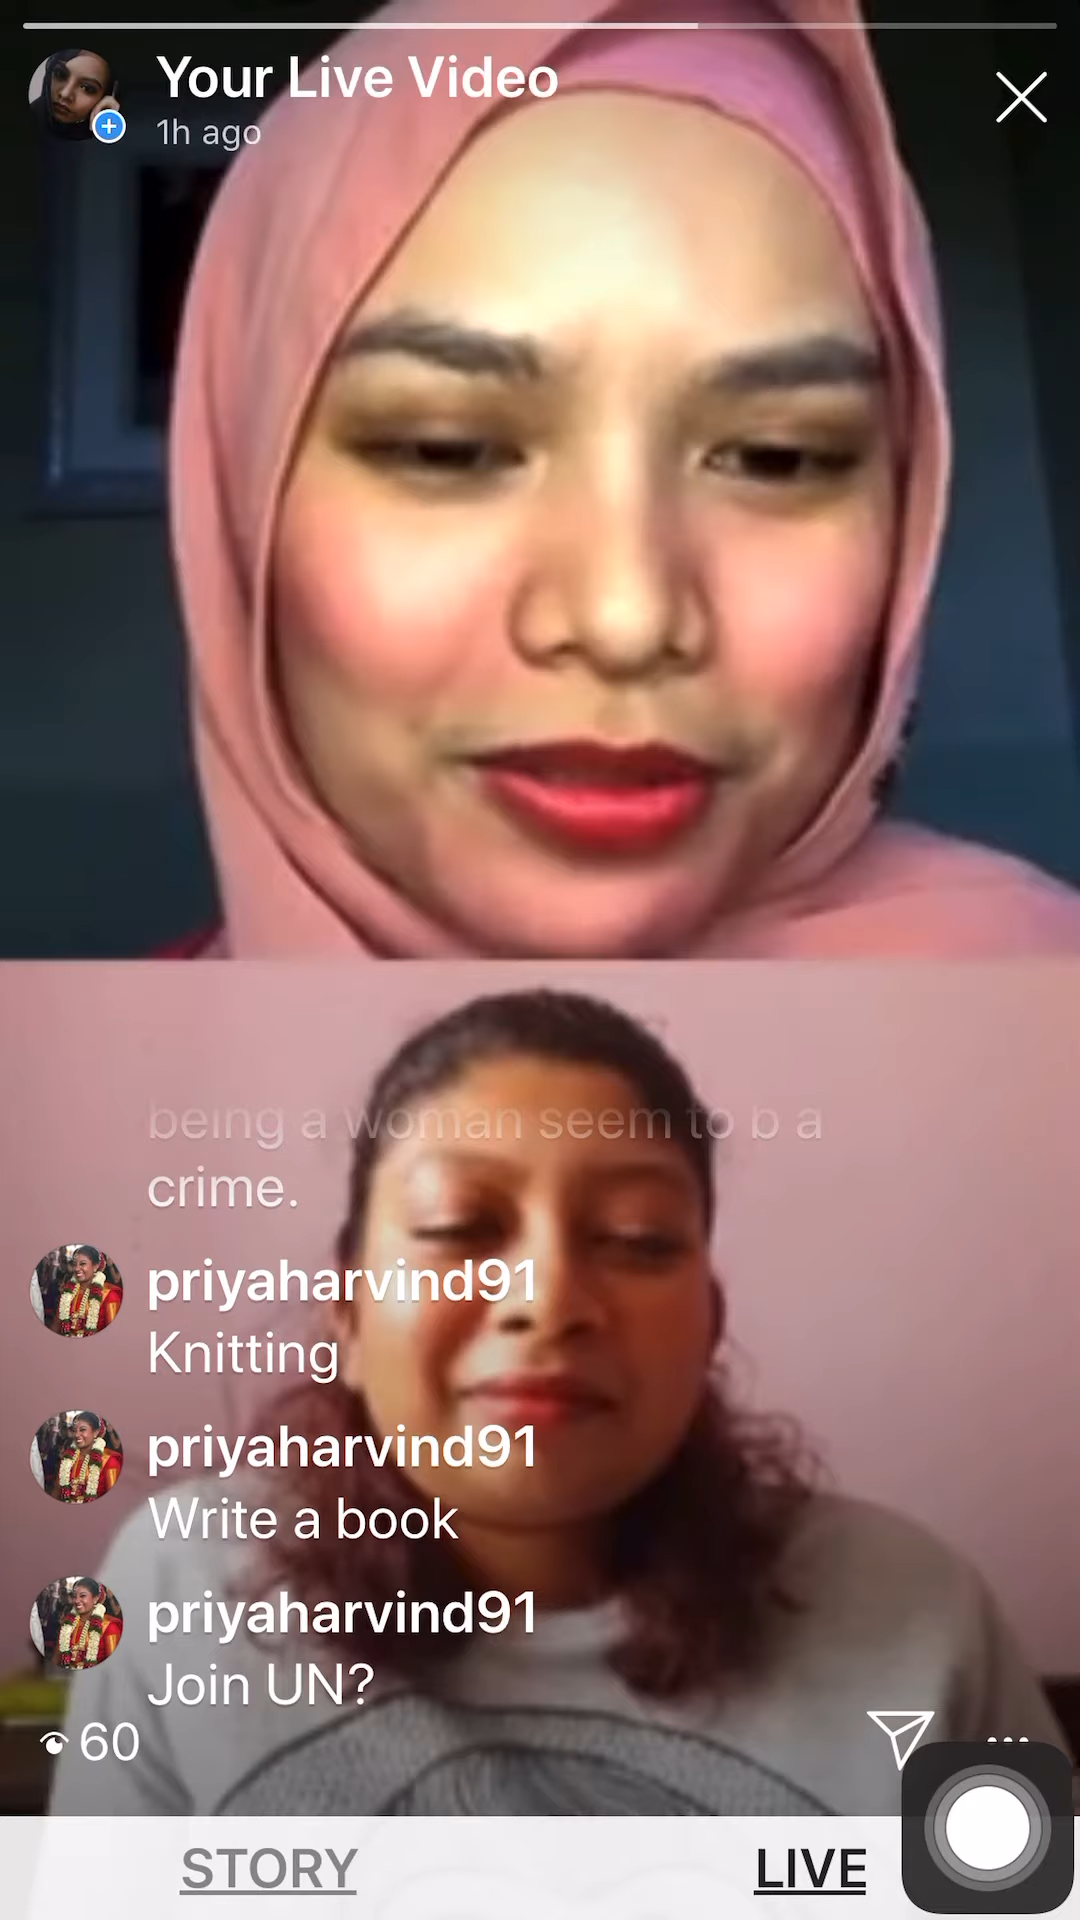 Your Live Video
1h ago
being a woman seem to b a
crime.
priyaharvind91
Knitting
priyaharvind91
Write a book
priyaharvind91
Join UN?
60
STORY
LIVE